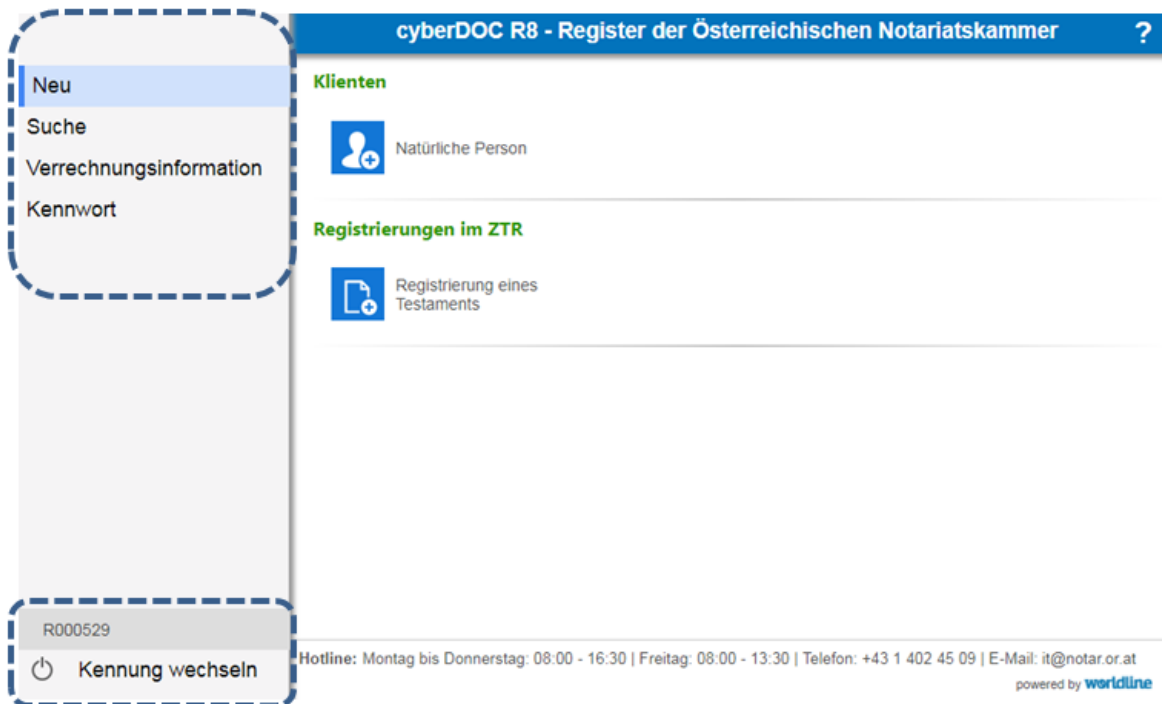 cyberDOC R8 - Register der Österreichischen Notariatskammer ?
Neu
Suche
Verrechnungsinformation
Kennwort
Klienten
Natürliche Person
Registrierungen im ZTR
Registrierung eines
Testaments
R000529
Kennung wechseln
Hotline: Montag bis Donnerstag: 08:00 - 16:30 | Freitag: 08:00 - 13:30 | Telefon: +43 1 402 45 09 | E-Mail: it@notar.or.at
powered by worldline